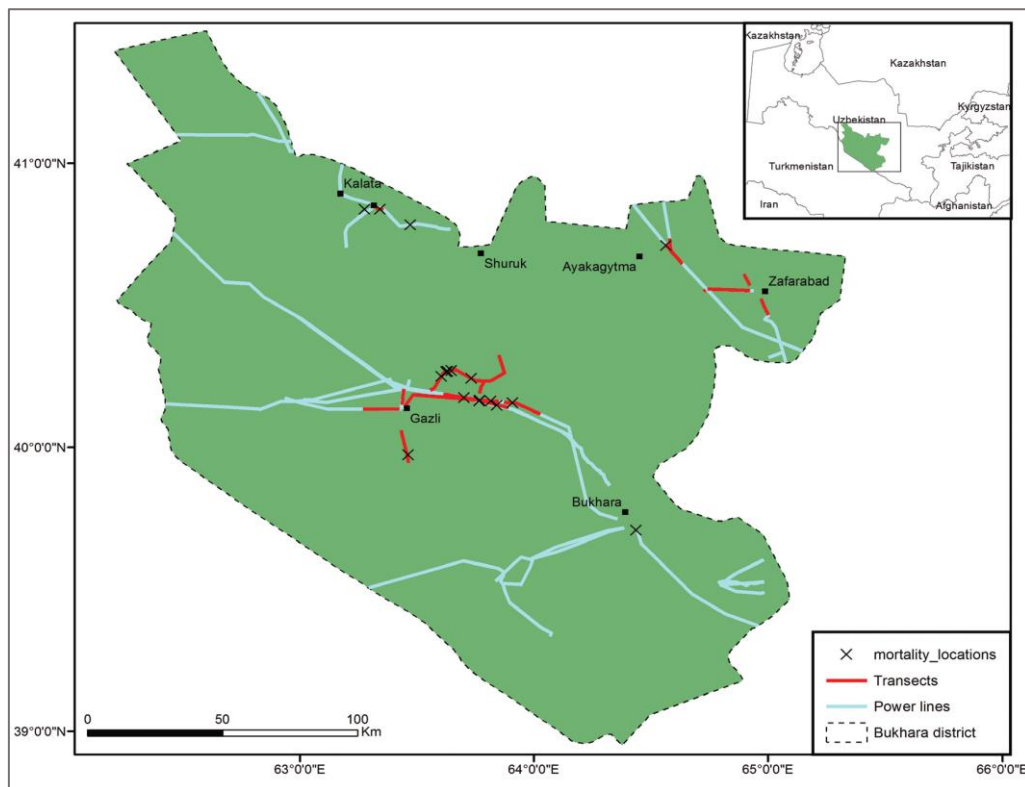 Kazakhstan
Kazakhstan
Kyrgyzstan
Uzbekistan
Turkmenistan
Tajikistan
Iran
Afghanistan
41°0'0"N
Kalata
Shuruk
Ayakagytma
Zafarabad
Gazli
40°0'0"N
Bukhara
mortality_locations
Transects
Power lines
Bukhara district
0 50 100
Km
39°0'0"N
63°0'0"E 64°0'0"E 65°0'0"E 66°0'0"E